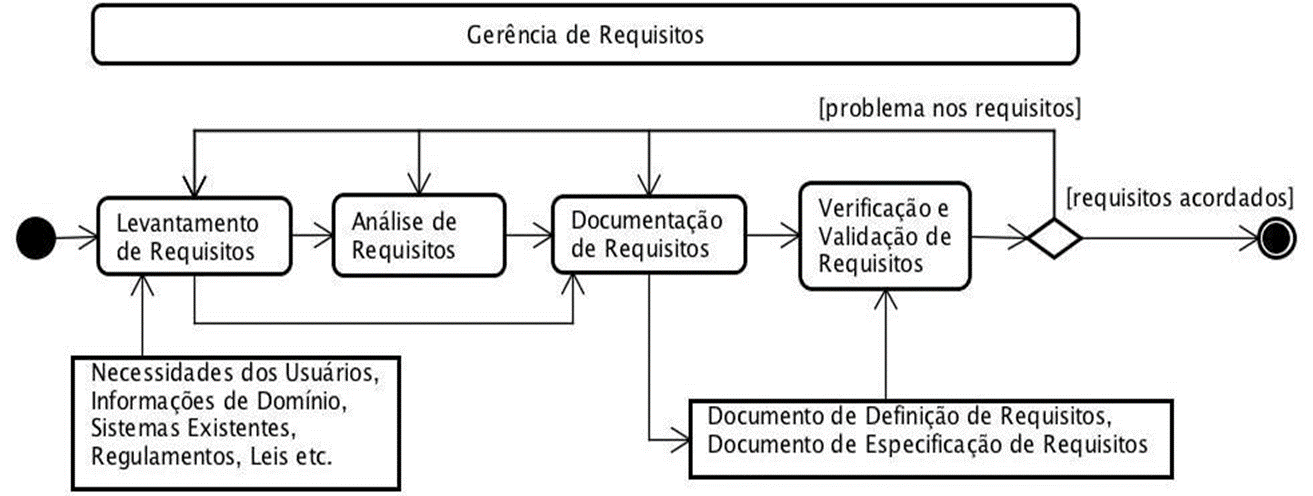 Gerência de Requisitos
[problema nos requisitos]
[requisitos acordados]
Levantamento
de Requisitos
Análise de
Requisitos
Documentação
de Requisitos
Verificação e
Validação de
Requisitos
Necessidades dos Usuários,
Informações de Domínio,
Sistemas Existentes,
Regulamentos, Leis etc.
Documento de Definição de Requisitos,
Documento de Especificação de Requisitos